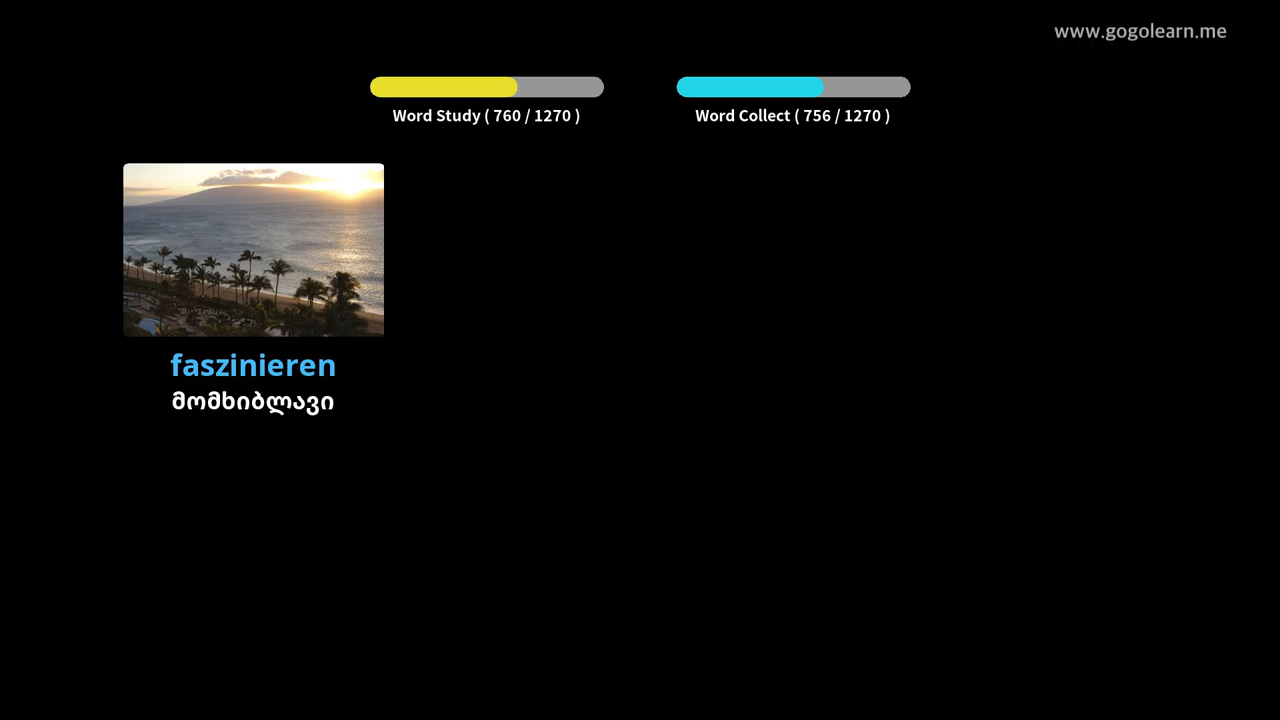 www.gogolearn.me
Word Study ( 760 / 1270 )
Word Collect ( 756 / 1270 )
faszinieren
მომხიბლავი